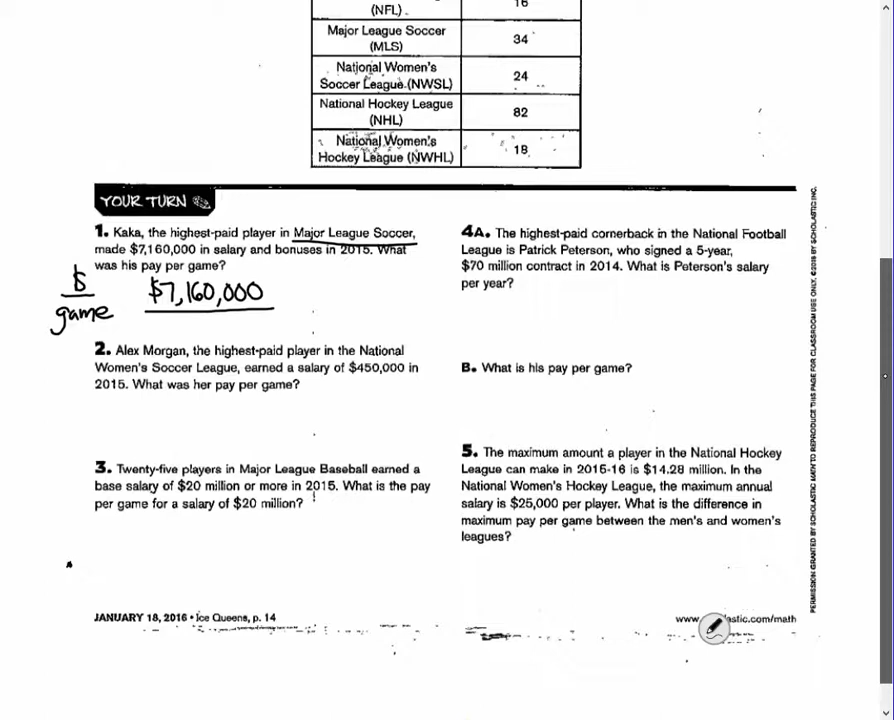 (NFL)
16
Major League Soccer
(MLS)
34
National Women's
Soccer League (NWSL)
24
National Hockey League
(NHL)
82
National Women's
Hockey League (NWHL)
18
YOUR TURN
1. Kaka, the highest-paid player in Major League Soccer,
made $7,160,000 in salary and bonuses in 2015. What
was his pay per game?
$
game
$7,160,000
2. Alex Morgan, the highest-paid player in the National
Women's Soccer League, earned a salary of $450,000 in
2015. What was her pay per game?
3. Twenty-five players in Major League Baseball earned a
base salary of $20 million or more in 2015. What is the pay
per game for a salary of $20 million?
4A. The highest-paid cornerback in the National Football
League is Patrick Peterson, who signed a 5-year,
$70 million contract in 2014. What is Peterson's salary
per year?
B. What is his pay per game?
5. The maximum amount a player in the National Hockey
League can make in 2015-16 is $14.28 million. In the
National Women's Hockey League, the maximum annual
salary is $25,000 per player. What is the difference in
maximum pay per game between the men's and women's
leagues?
JANUARY 18, 2016 • Ice Queens, p. 14
www astic.com/math
PERMISSION GRANTED BY SCHOLASTIC MATH TO REPRODUCE THIS PAGE FOR CLASSROOM USE ONLY. ©2016 BY SCHOLASTIC INC.